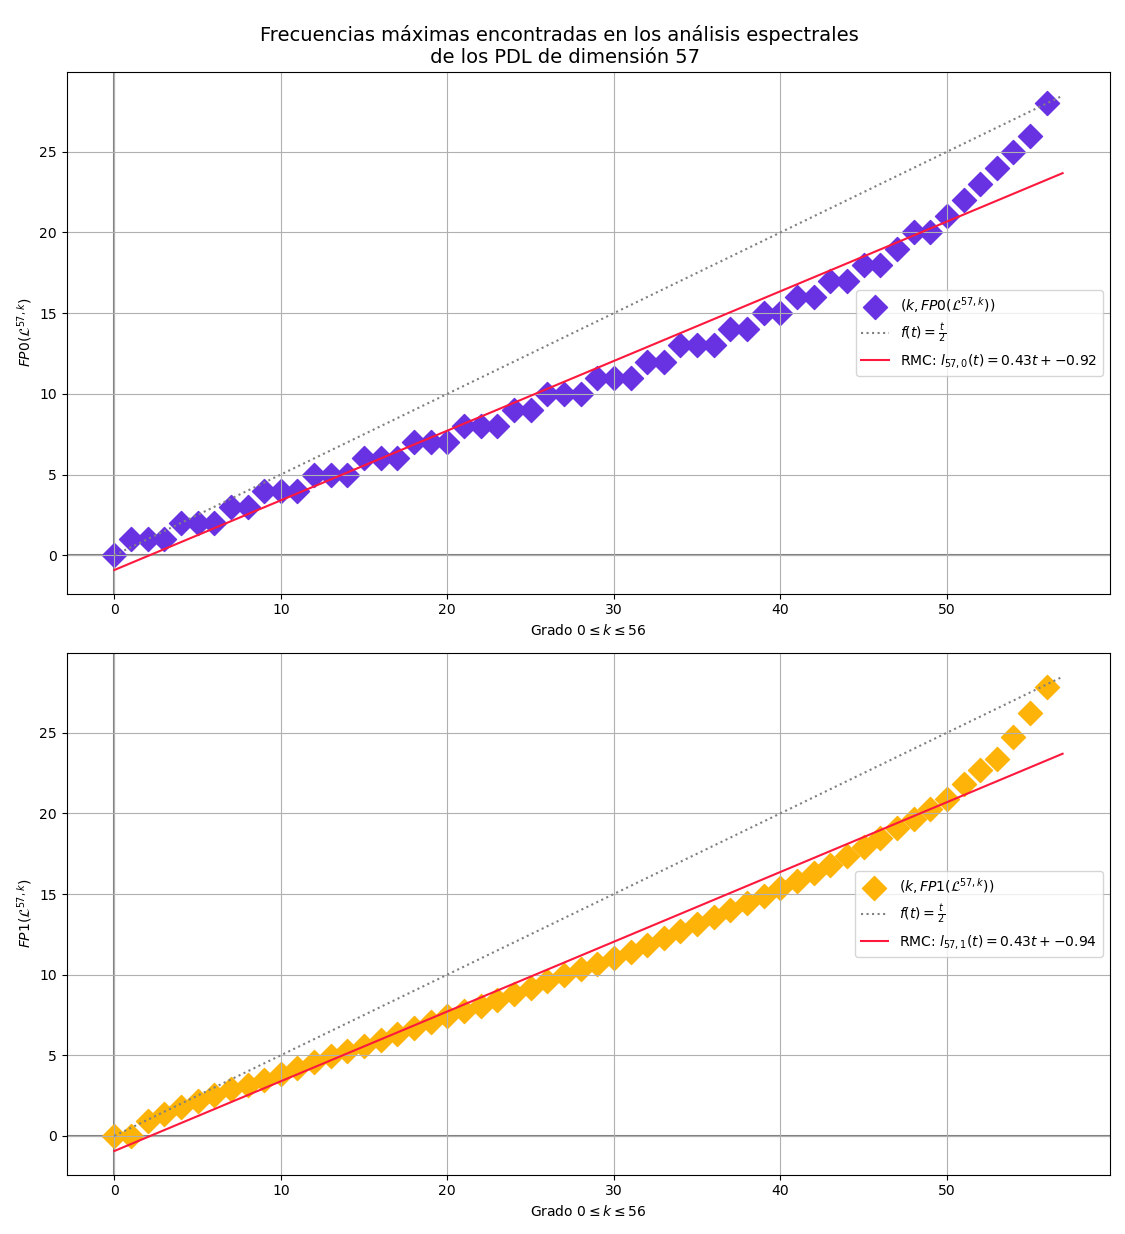 Frecuencias máximas encontradas en los análisis espectrales
de los PDL de dimensión 57
25
20
15
10
5
0
FP0(ℒ^{57,k})
(k, FP0(ℒ^{57,k}))
f(t) = t/2
RMC: l_{57,0}(t) = 0.43t + −0.92
0 10 20 30 40 50
Grado 0 ≤ k ≤ 56
25
20
15
10
5
0
FP1(ℒ^{57,k})
(k, FP1(ℒ^{57,k}))
f(t) = t/2
RMC: l_{57,1}(t) = 0.43t + −0.94
0 10 20 30 40 50
Grado 0 ≤ k ≤ 56